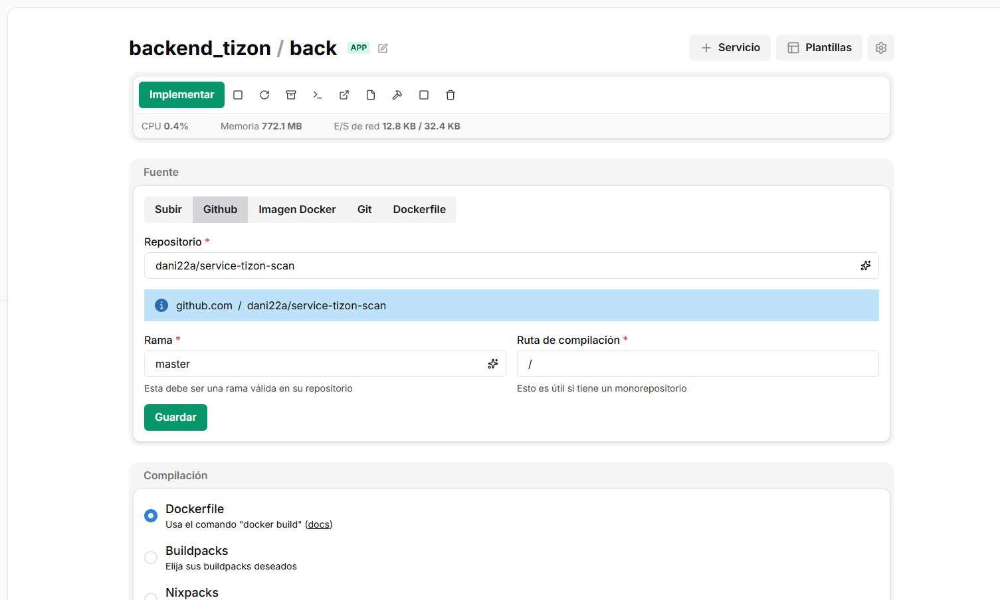 backend_tizon / back APP
Servicio
Plantillas
Implementar
CPU 0.4% Memoria 772.1 MB E/S de red 12.8 KB / 32.4 KB
Fuente
Subir Github Imagen Docker Git Dockerfile
Repositorio *
dani22a/service-tizon-scan
github.com / dani22a/service-tizon-scan
Rama * Ruta de compilación *
master /
Esta debe ser una rama válida en su repositorio Esto es útil si tiene un monorepositorio
Guardar
Compilación
Dockerfile
Usa el comando "docker build" (docs)
Buildpacks
Elija sus buildpacks deseados
Nixpacks